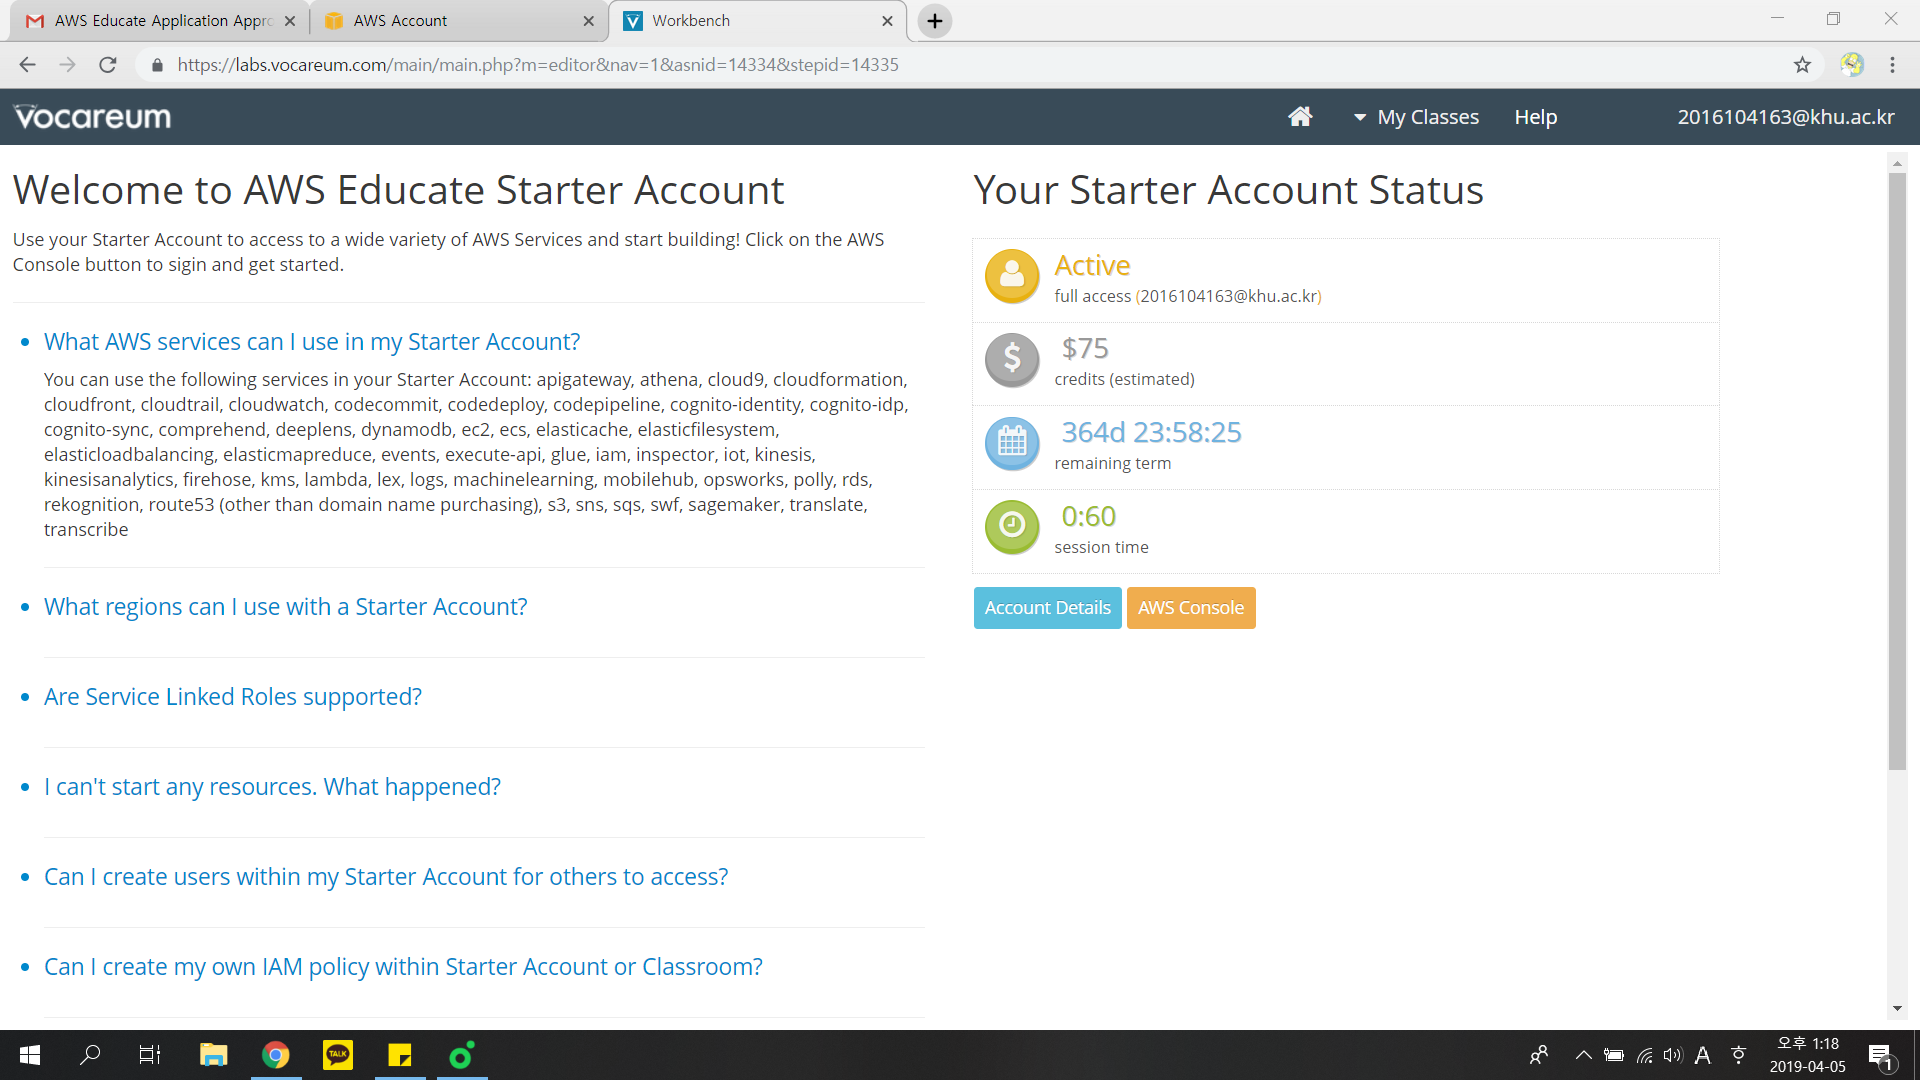 AWS Educate Application Appro
AWS Account
Workbench
https://labs.vocareum.com/main/main.php?m=editor&nav=1&asnid=14334&stepid=14335
Vocareum
My Classes
Help
2016104163@khu.ac.kr
Welcome to AWS Educate Starter Account
Use your Starter Account to access to a wide variety of AWS Services and start building! Click on the AWS
Console button to sigin and get started.
What AWS services can I use in my Starter Account?
You can use the following services in your Starter Account: apigateway, athena, cloud9, cloudformation,
cloudfront, cloudtrail, cloudwatch, codecommit, codedeploy, codepipeline, cognito-identity, cognito-idp,
cognito-sync, comprehend, deeplens, dynamodb, ec2, ecs, elasticache, elasticfilesystem,
elasticloadbalancing, elasticmapreduce, events, execute-api, glue, iam, inspector, iot, kinesis,
kinesisanalytics, firehose, kms, lambda, lex, logs, machinelearning, mobilehub, opsworks, polly, rds,
rekognition, route53 (other than domain name purchasing), s3, sns, sqs, swf, sagemaker, translate,
transcribe
What regions can I use with a Starter Account?
Are Service Linked Roles supported?
I can't start any resources. What happened?
Can I create users within my Starter Account for others to access?
Can I create my own IAM policy within Starter Account or Classroom?
Your Starter Account Status
Active
full access (2016104163@khu.ac.kr)
$75
credits (estimated)
364d 23:58:25
remaining term
0:60
session time
Account Details
AWS Console
TALK
A
오후 1:18
2019-04-05
1